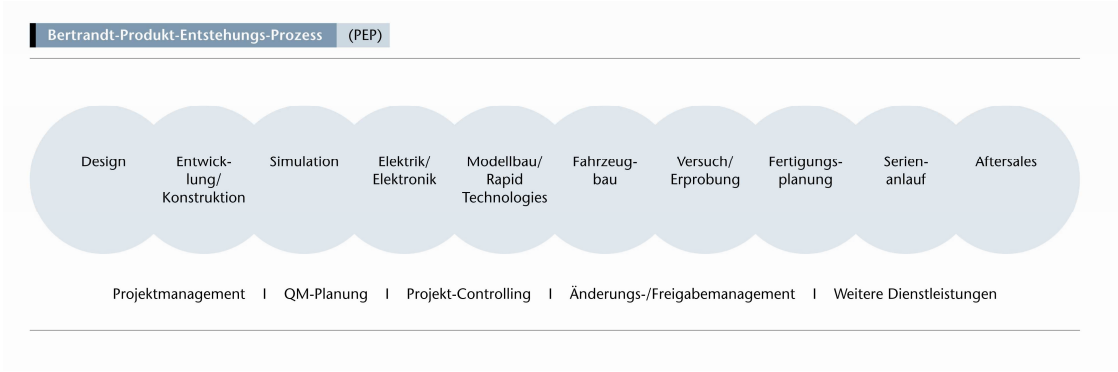 Bertrandt-Produkt-Entstehungs-Prozess (PEP)
Design
Entwick-
lung/
Konstruktion
Simulation
Elektrik/
Elektronik
Modellbau/
Rapid
Technologies
Fahrzeug-
bau
Versuch/
Erprobung
Fertigungs-
planung
Serien-
anlauf
Aftersales
Projektmanagement I QM-Planung I Projekt-Controlling I Änderungs-/Freigabemanagement I Weitere Dienstleistungen